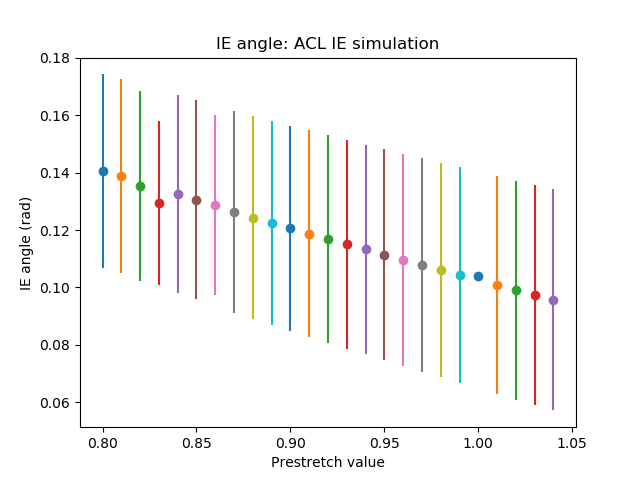 IE angle: ACL IE simulation
0.18
0.16
0.14
0.12
0.10
0.08
0.06
IE angle (rad)
0.80 0.85 0.90 0.95 1.00 1.05
Prestretch value